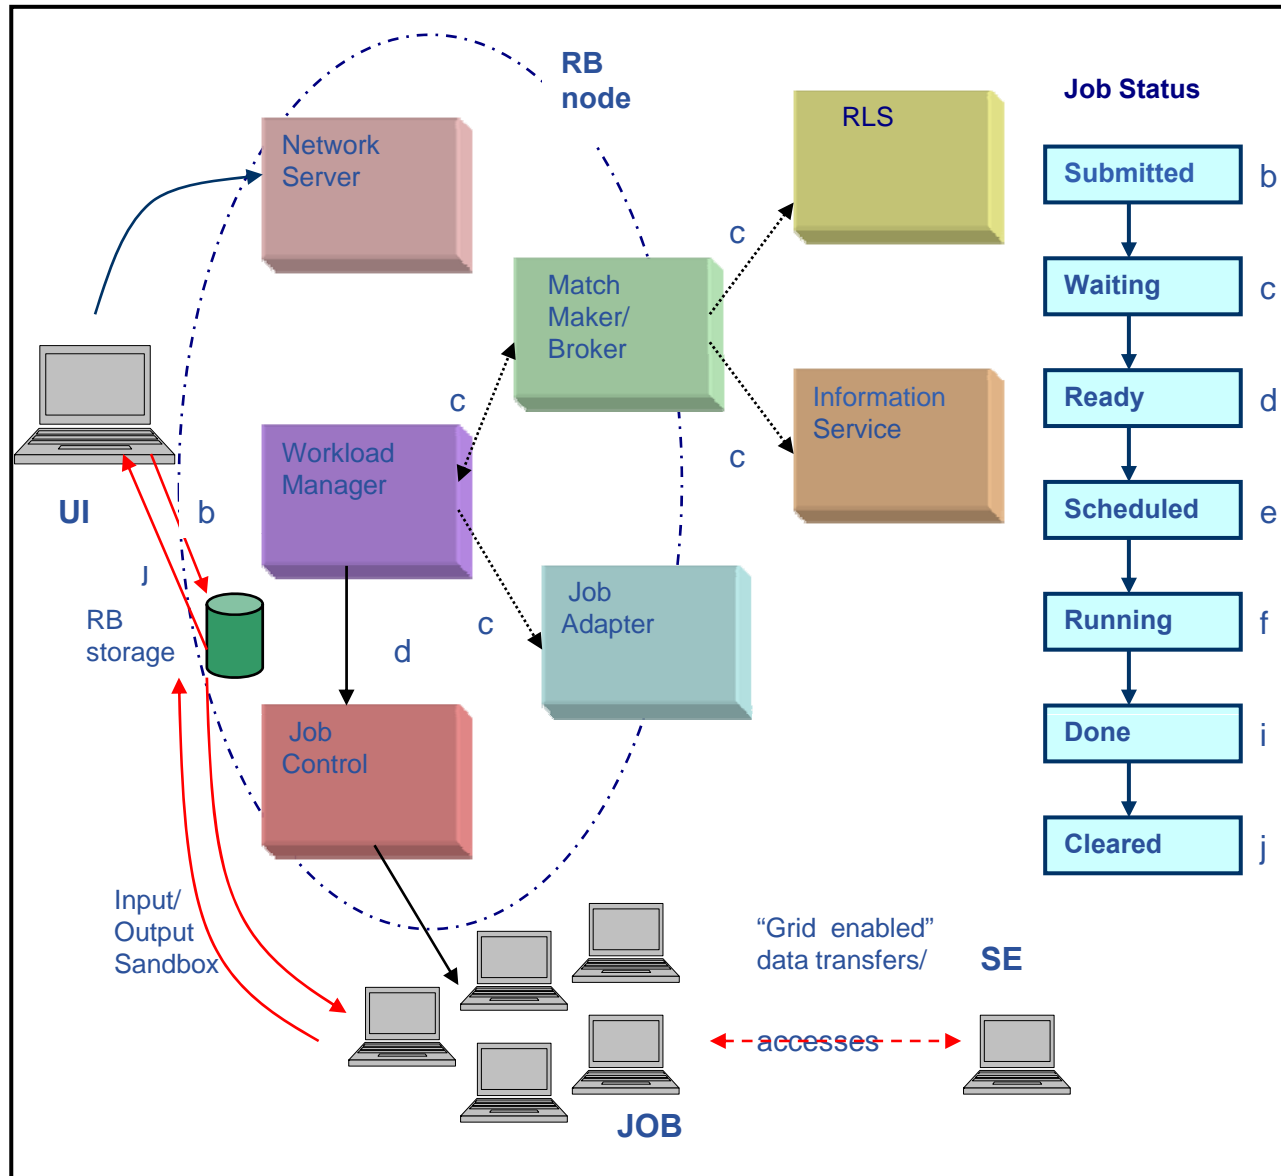 RB
node
Job Status
Network
Server
RLS
Submitted
b
c
Match
Maker/
Broker
Waiting
c
Information
Service
Ready
d
c
c
Workload
Manager
UI
b
Scheduled
e
J
RB
storage
d
c
Job
Adapter
Running
f
Job
Control
Done
i
Cleared
j
Input/
Output
Sandbox
“Grid enabled”
data transfers/
accesses
SE
JOB